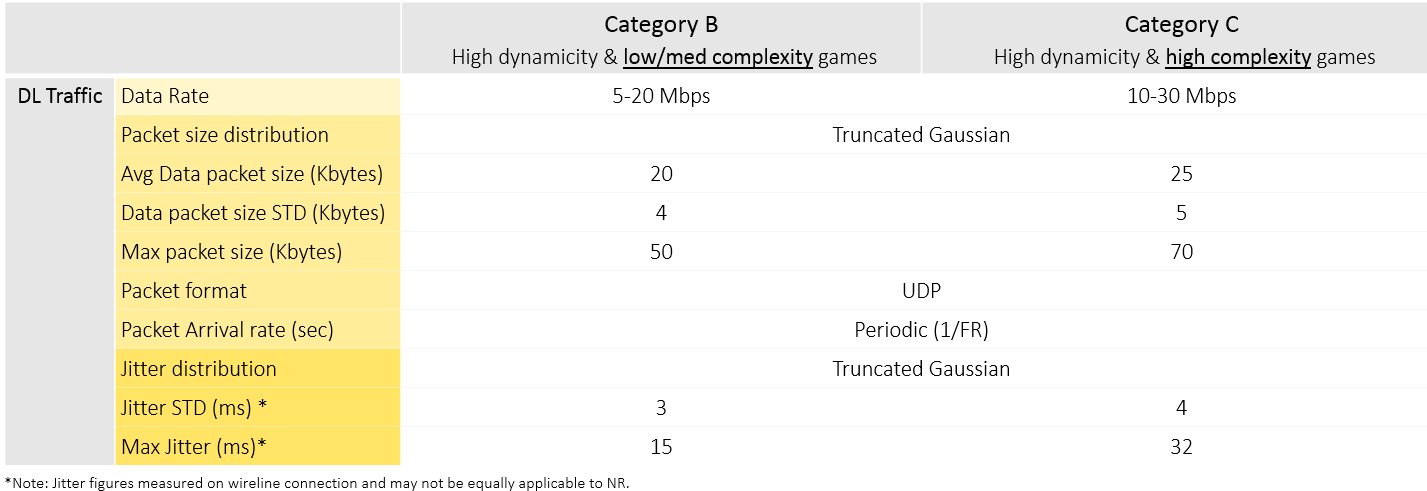 Category B Category C
High dynamicity & low/med complexity games High dynamicity & high complexity games
DL Traffic Data Rate 5-20 Mbps 10-30 Mbps
Packet size distribution Truncated Gaussian
Avg Data packet size (Kbytes) 20 25
Data packet size STD (Kbytes) 4 5
Max packet size (Kbytes) 50 70
Packet format UDP
Packet Arrival rate (sec) Periodic (1/FR)
Jitter distribution Truncated Gaussian
Jitter STD (ms) * 3 4
Max Jitter (ms)* 15 32
*Note: Jitter figures measured on wireline connection and may not be equally applicable to NR.